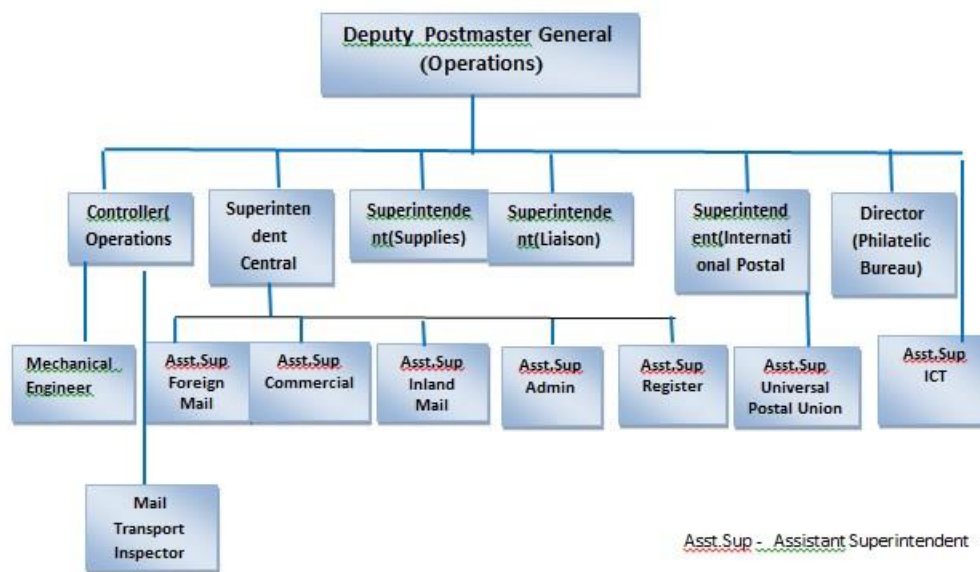 Deputy Postmaster General
(Operations)
Controller(
Operations
Superinten
dent
Central
Superintende
nt(Supplies)
Superintende
nt(Liaison)
Superintend
ent(Internati
onal Postal
Director
(Philatelic
Bureau)
Mechanical
Engineer
Asst.Sup
Foreign
Mail
Asst.Sup
Commercial
Asst.Sup
Inland
Mail
Asst.Sup
Admin
Asst.Sup
Register
Asst.Sup
Universal
Postal Union
Asst.Sup
ICT
Mail
Transport
Inspector
Asst.Sup - Assistant Superintendent